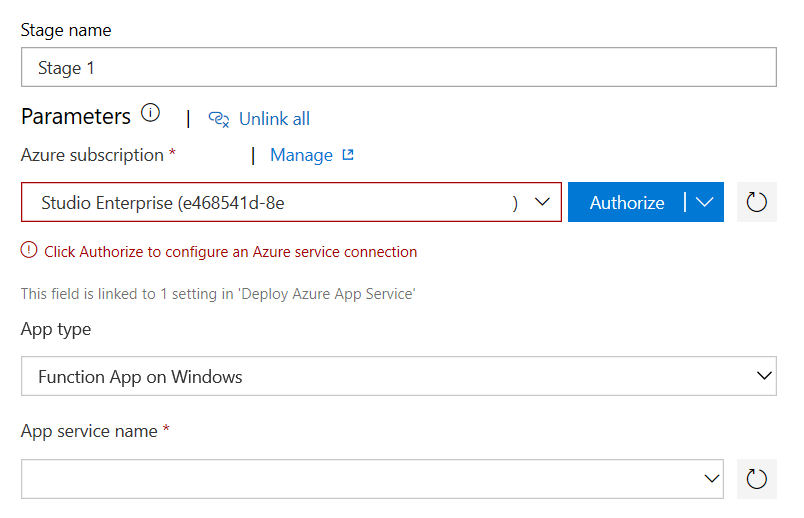 Stage name
Stage 1
Parameters | Unlink all
Azure subscription * | Manage
Studio Enterprise (e468541d-8e ) Authorize
Click Authorize to configure an Azure service connection
This field is linked to 1 setting in 'Deploy Azure App Service'
App type
Function App on Windows
App service name *